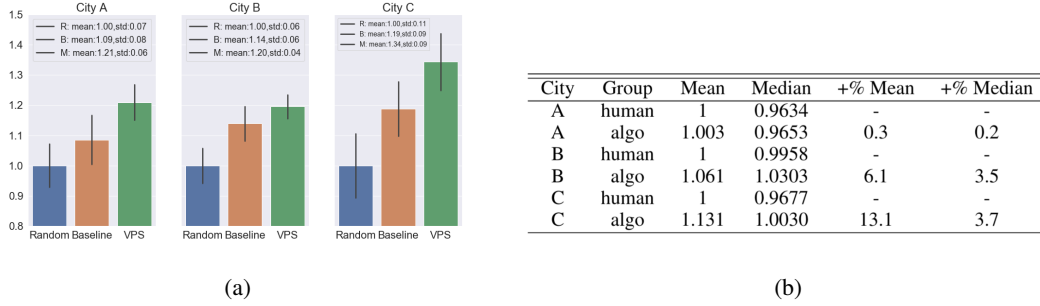 City A
1.5
1.4
1.3
1.2
1.1
1.0
0.9
0.8
R: mean:1.00,std:0.07
B: mean:1.09,std:0.08
M: mean:1.21,std:0.06
Random Baseline VPS
City B
R: mean:1.00,std:0.06
B: mean:1.14,std:0.06
M: mean:1.20,std:0.04
Random Baseline VPS
City C
R: mean:1.00,std:0.11
B: mean:1.19,std:0.09
M: mean:1.34,std:0.09
Random Baseline VPS
(a)
City Group Mean Median +% Mean +% Median
A human 1 0.9634 - -
A algo 1.003 0.9653 0.3 0.2
B human 1 0.9958 - -
B algo 1.061 1.0303 6.1 3.5
C human 1 0.9677 - -
C algo 1.131 1.0030 13.1 3.7
(b)